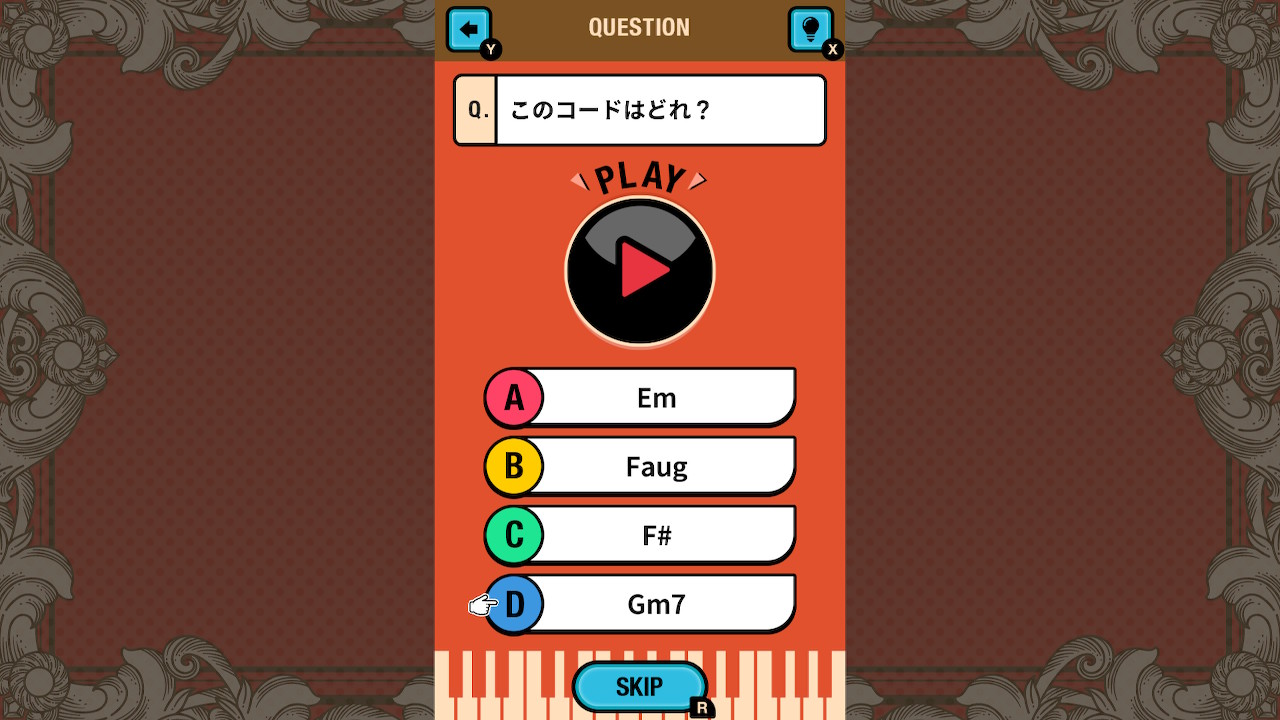 QUESTION
Y
X
Q. このコードはどれ？
PLAY
A Em
B Faug
C F#
D Gm7
SKIP
R